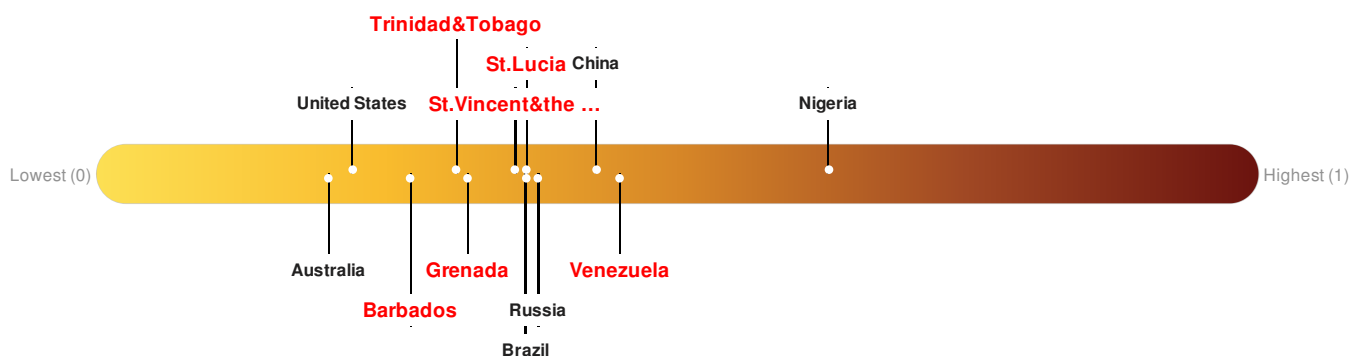 Trinidad&Tobago
St.Lucia
China
United States
St.Vincent&the ...
Nigeria
Lowest (0)
Highest (1)
Australia
Grenada
Venezuela
Barbados
Russia
Brazil